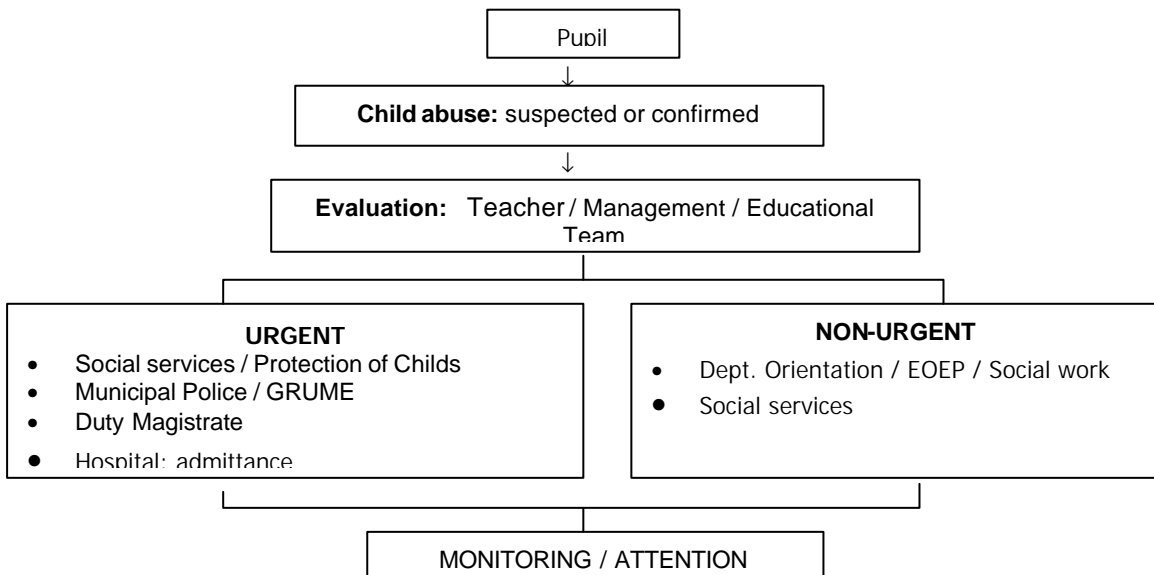 Pupil
↓
Child abuse: suspected or confirmed
↓
Evaluation: Teacher / Management / Educational
Team
URGENT
• Social services / Protection of Childs
• Municipal Police / GRUME
• Duty Magistrate
• Hospital: admittance
NON-URGENT
• Dept. Orientation / EOEP / Social work
• Social services
MONITORING / ATTENTION